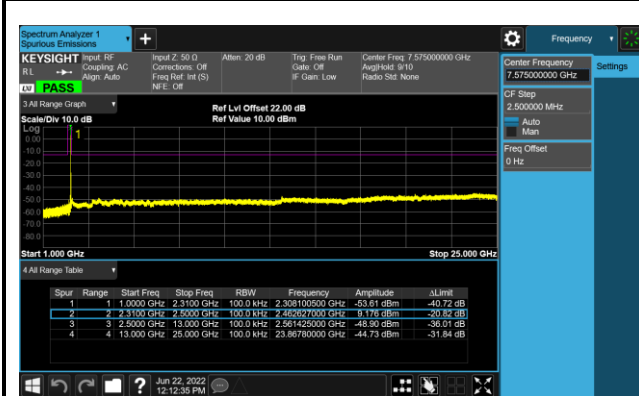 Spectrum Analyzer 1
Spurious Emissions
+
Frequency
KEYSIGHT
R L
Input: RF
Coupling: AC
Align: Auto
Input Z: 50 Ω
Corrections: Off
Freq Ref: Int (S)
NFE: Off
Atten: 20 dB
Trig: Free Run
Gate: Off
IF Gain: Low
Center Freq: 7.575000000 GHz
Avg|Hold: 9/10
Radio Std: None
LXI PASS
Center Frequency
7.575000000 GHz
Settings
CF Step
2.500000 MHz
Auto
Man
Freq Offset
0 Hz
3 All Range Graph
Scale/Div 10.0 dB
Ref Lvl Offset 22.00 dB
Ref Value 10.00 dBm
Log
1
0.00
-10.0
-20.0
-30.0
-40.0
-50.0
-60.0
-70.0
-80.0
Start 1.000 GHz
Stop 25.000 GHz
4 All Range Table
Spur Range Start Freq Stop Freq RBW Frequency Amplitude ΔLimit
1 1 1.0000 GHz 2.3100 GHz 100.0 kHz 2.308100500 GHz -53.61 dBm -40.72 dB
2 2 2.3100 GHz 2.5000 GHz 100.0 kHz 2.462627000 GHz 9.176 dBm -20.82 dB
3 3 2.5000 GHz 13.000 GHz 100.0 kHz 2.561425000 GHz -48.90 dBm -36.01 dB
4 4 13.000 GHz 25.000 GHz 100.0 kHz 23.86780000 GHz -44.73 dBm -31.84 dB
?
Jun 22, 2022
12:12:35 PM